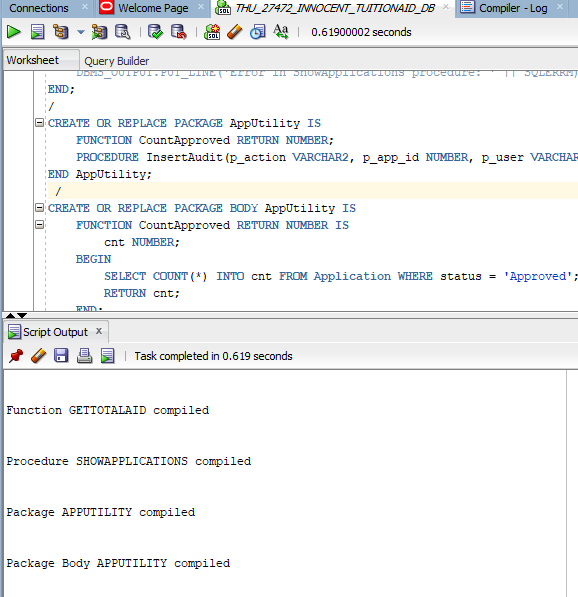 Connections × Welcome Page × THU_27472_INNOCENT_TUITIONAID_DB × Compiler - Log ×
SQL 0.61900002 seconds
Worksheet Query Builder
DBMS_OUTPUT.PUT_LINE('Error in ShowApplications procedure: ' || SQLERRM)
END;
/
CREATE OR REPLACE PACKAGE AppUtility IS
FUNCTION CountApproved RETURN NUMBER;
PROCEDURE InsertAudit(p_action VARCHAR2, p_app_id NUMBER, p_user VARCHAR
END AppUtility;
/
CREATE OR REPLACE PACKAGE BODY AppUtility IS
FUNCTION CountApproved RETURN NUMBER IS
cnt NUMBER;
BEGIN
SELECT COUNT(*) INTO cnt FROM Application WHERE status = 'Approved';
RETURN cnt;
END;
Script Output ×
Task completed in 0.619 seconds
Function GETTOTALAID compiled
Procedure SHOWAPPLICATIONS compiled
Package APPUTILITY compiled
Package Body APPUTILITY compiled